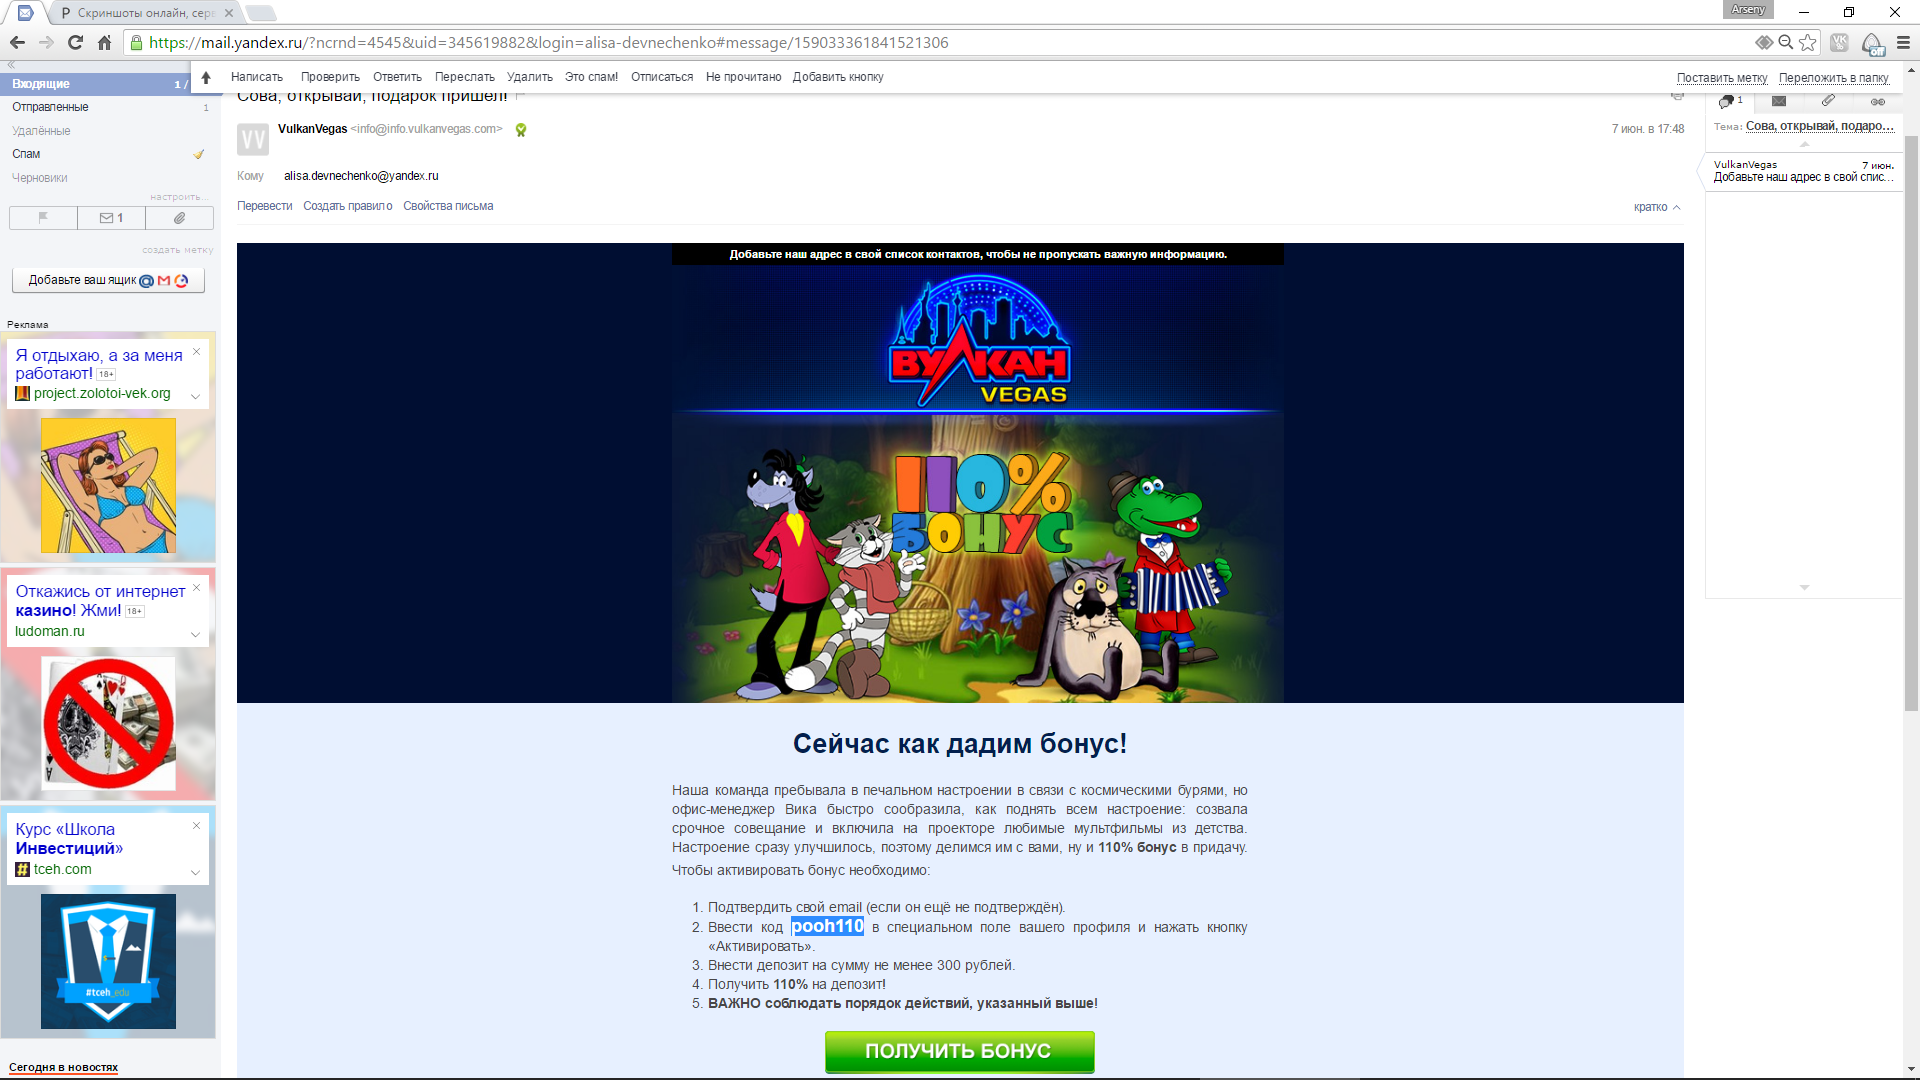 Скриншоты онлайн, сер
Arseny
https://mail.yandex.ru/?ncrnd=4545&uid=345619882&login=alisa-devnechenko#message/159033361841521306
Написать Проверить Ответить Переслать Удалить Это спам! Отписаться Не прочитано Добавить кнопку
Поставить метку Переложить в папку
Входящие 1 /
Отправленные 1
Удалённые
Спам
Черновики
настроить...
1
создать метку
Добавьте ваш ящик
Реклама
Я отдыхаю, а за меня
работают! 18+
project.zolotoi-vek.org
Откажись от интернет
казино! Жми! 18+
ludoman.ru
Курс «Школа
Инвестиций»
tceh.com
#tceh_edu
Сегодня в новостях
Сова, открывай, подарок пришел!
VV
VulkanVegas <info@info.vulkanvegas.com>
7 июн. в 17:48
Кому alisa.devnechenko@yandex.ru
Перевести Создать правило Свойства письма
кратко
Добавьте наш адрес в свой список контактов, чтобы не пропускать важную информацию.
ВУЛКАН
VEGAS
110%
БОНУС
Сейчас как дадим бонус!
Наша команда пребывала в печальном настроении в связи с космическими бурями, но
офис-менеджер Вика быстро сообразила, как поднять всем настроение: созвала
срочное совещание и включила на проекторе любимые мультфильмы из детства.
Настроение сразу улучшилось, поэтому делимся им с вами, ну и 110% бонус в придачу.
Чтобы активировать бонус необходимо:
1. Подтвердить свой email (если он ещё не подтверждён).
2. Ввести код pooh110 в специальном поле вашего профиля и нажать кнопку
«Активировать».
3. Внести депозит на сумму не менее 300 рублей.
4. Получить 110% на депозит!
5. ВАЖНО соблюдать порядок действий, указанный выше!
ПОЛУЧИТЬ БОНУС
1
Тема: Сова, открывай, подаро...
VulkanVegas 7 июн.
Добавьте наш адрес в свой спис...